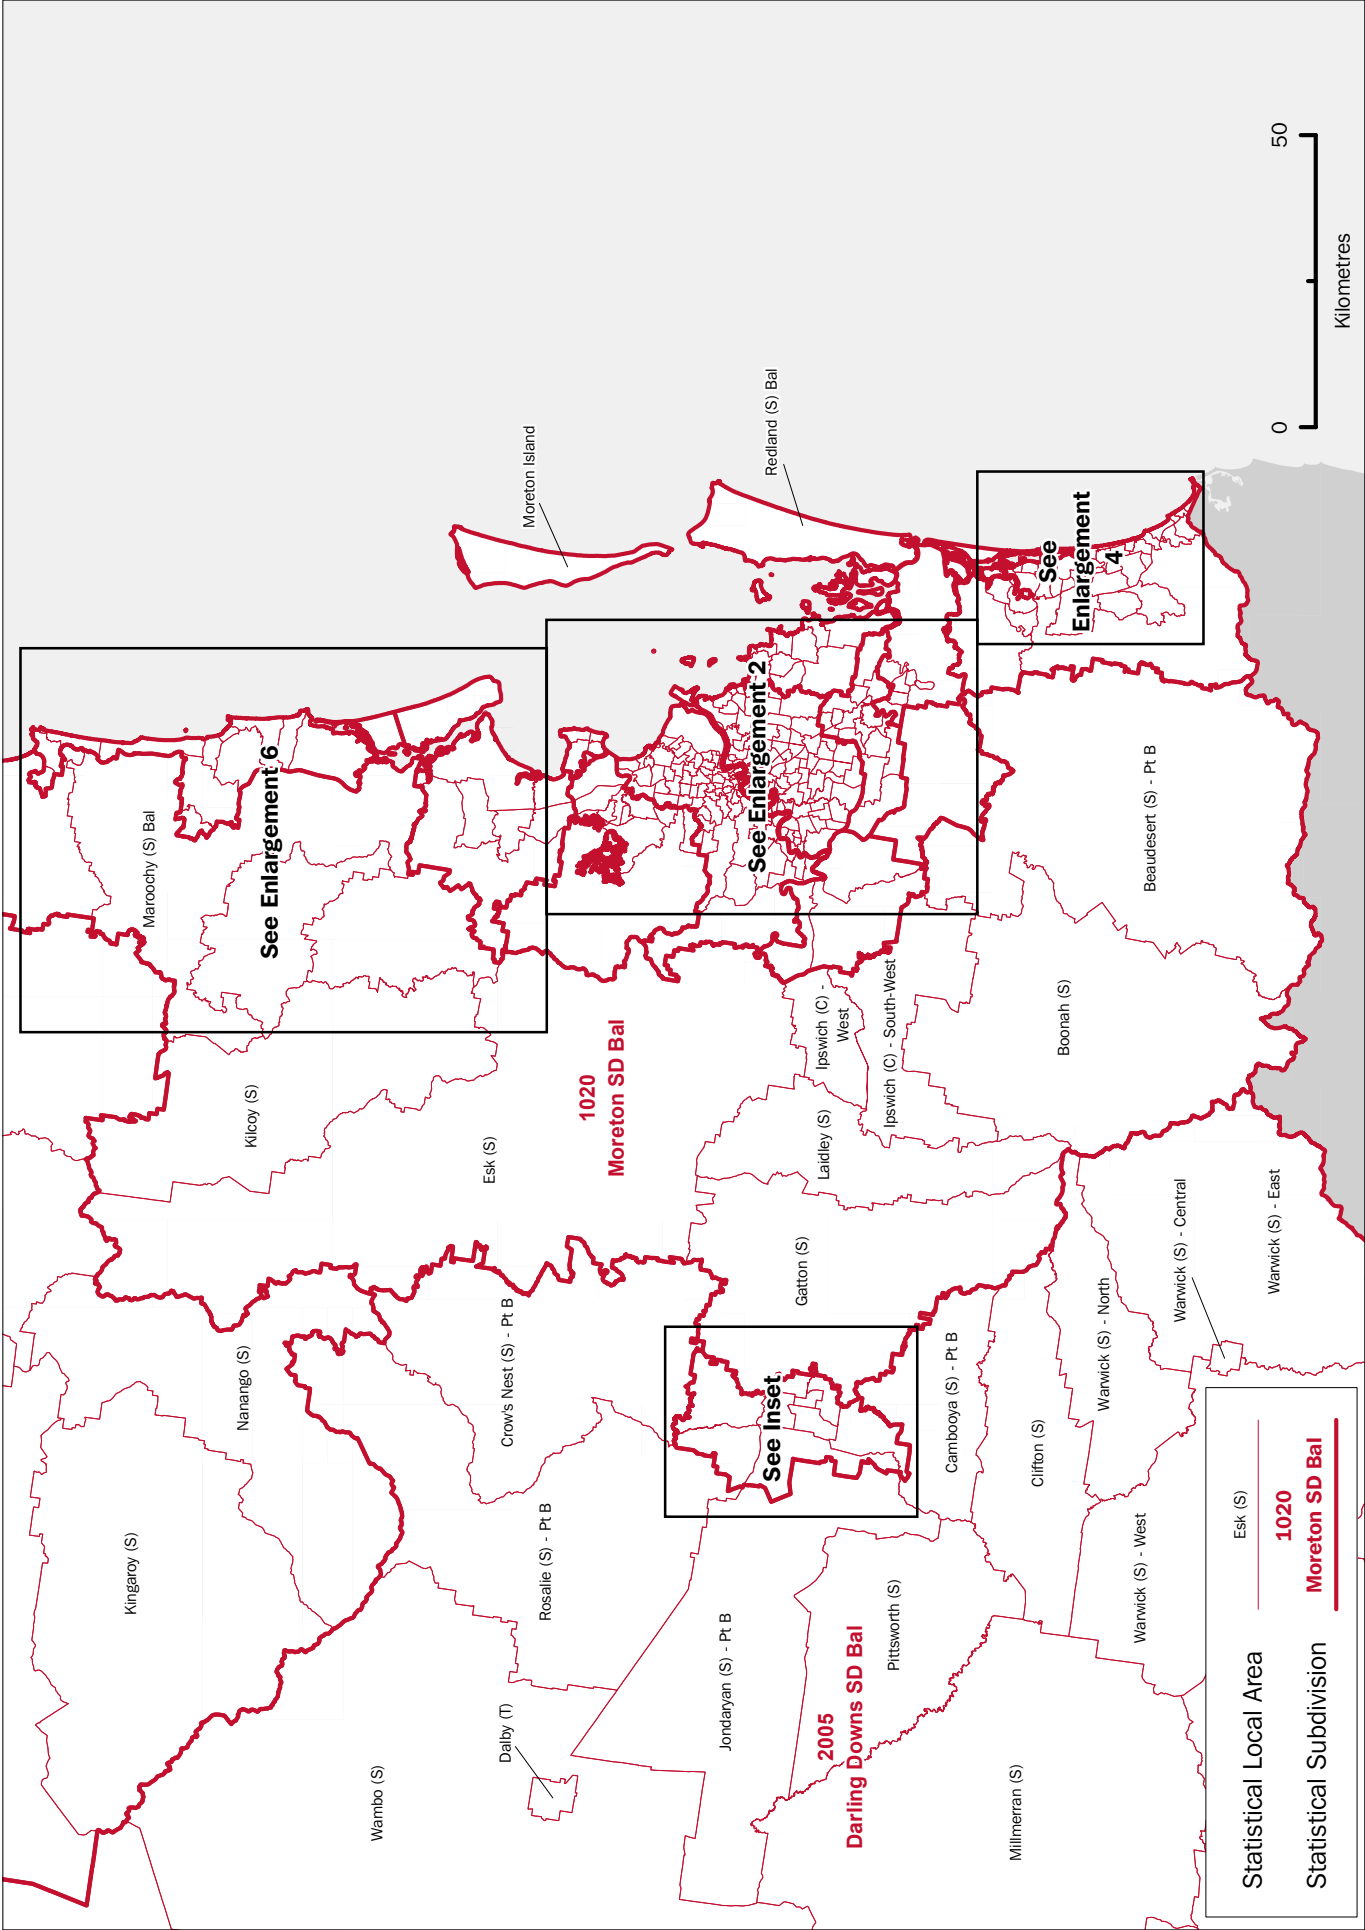 Kingaroy (S)
Nanango (S)
Kilcoy (S)
Maroochy (S) Bal
See Enlargement 6
Wambo (S)
Dalby (T)
Rosalie (S) - Pt B
Crow's Nest (S) - Pt B
Esk (S)
1020
Moreton SD Bal
Moreton Island
Redland (S) Bal
See Enlargement 2
Jondaryan (S) - Pt B
See Inset
Gatton (S)
Laidley (S)
Ipswich (C) -
West
Ipswich (C) - South-West
2005
Darling Downs SD Bal
Pittsworth (S)
Cambooya (S) - Pt B
Millmerran (S)
Clifton (S)
Boonah (S)
See
Enlargement
4
Warwick (S) - North
Warwick (S) - West
Beaudesert (S) - Pt B
Warwick (S) - Central
Warwick (S) - East
Statistical Local Area
Esk (S)
1020
Statistical Subdivision
Moreton SD Bal
0
50
Kilometres